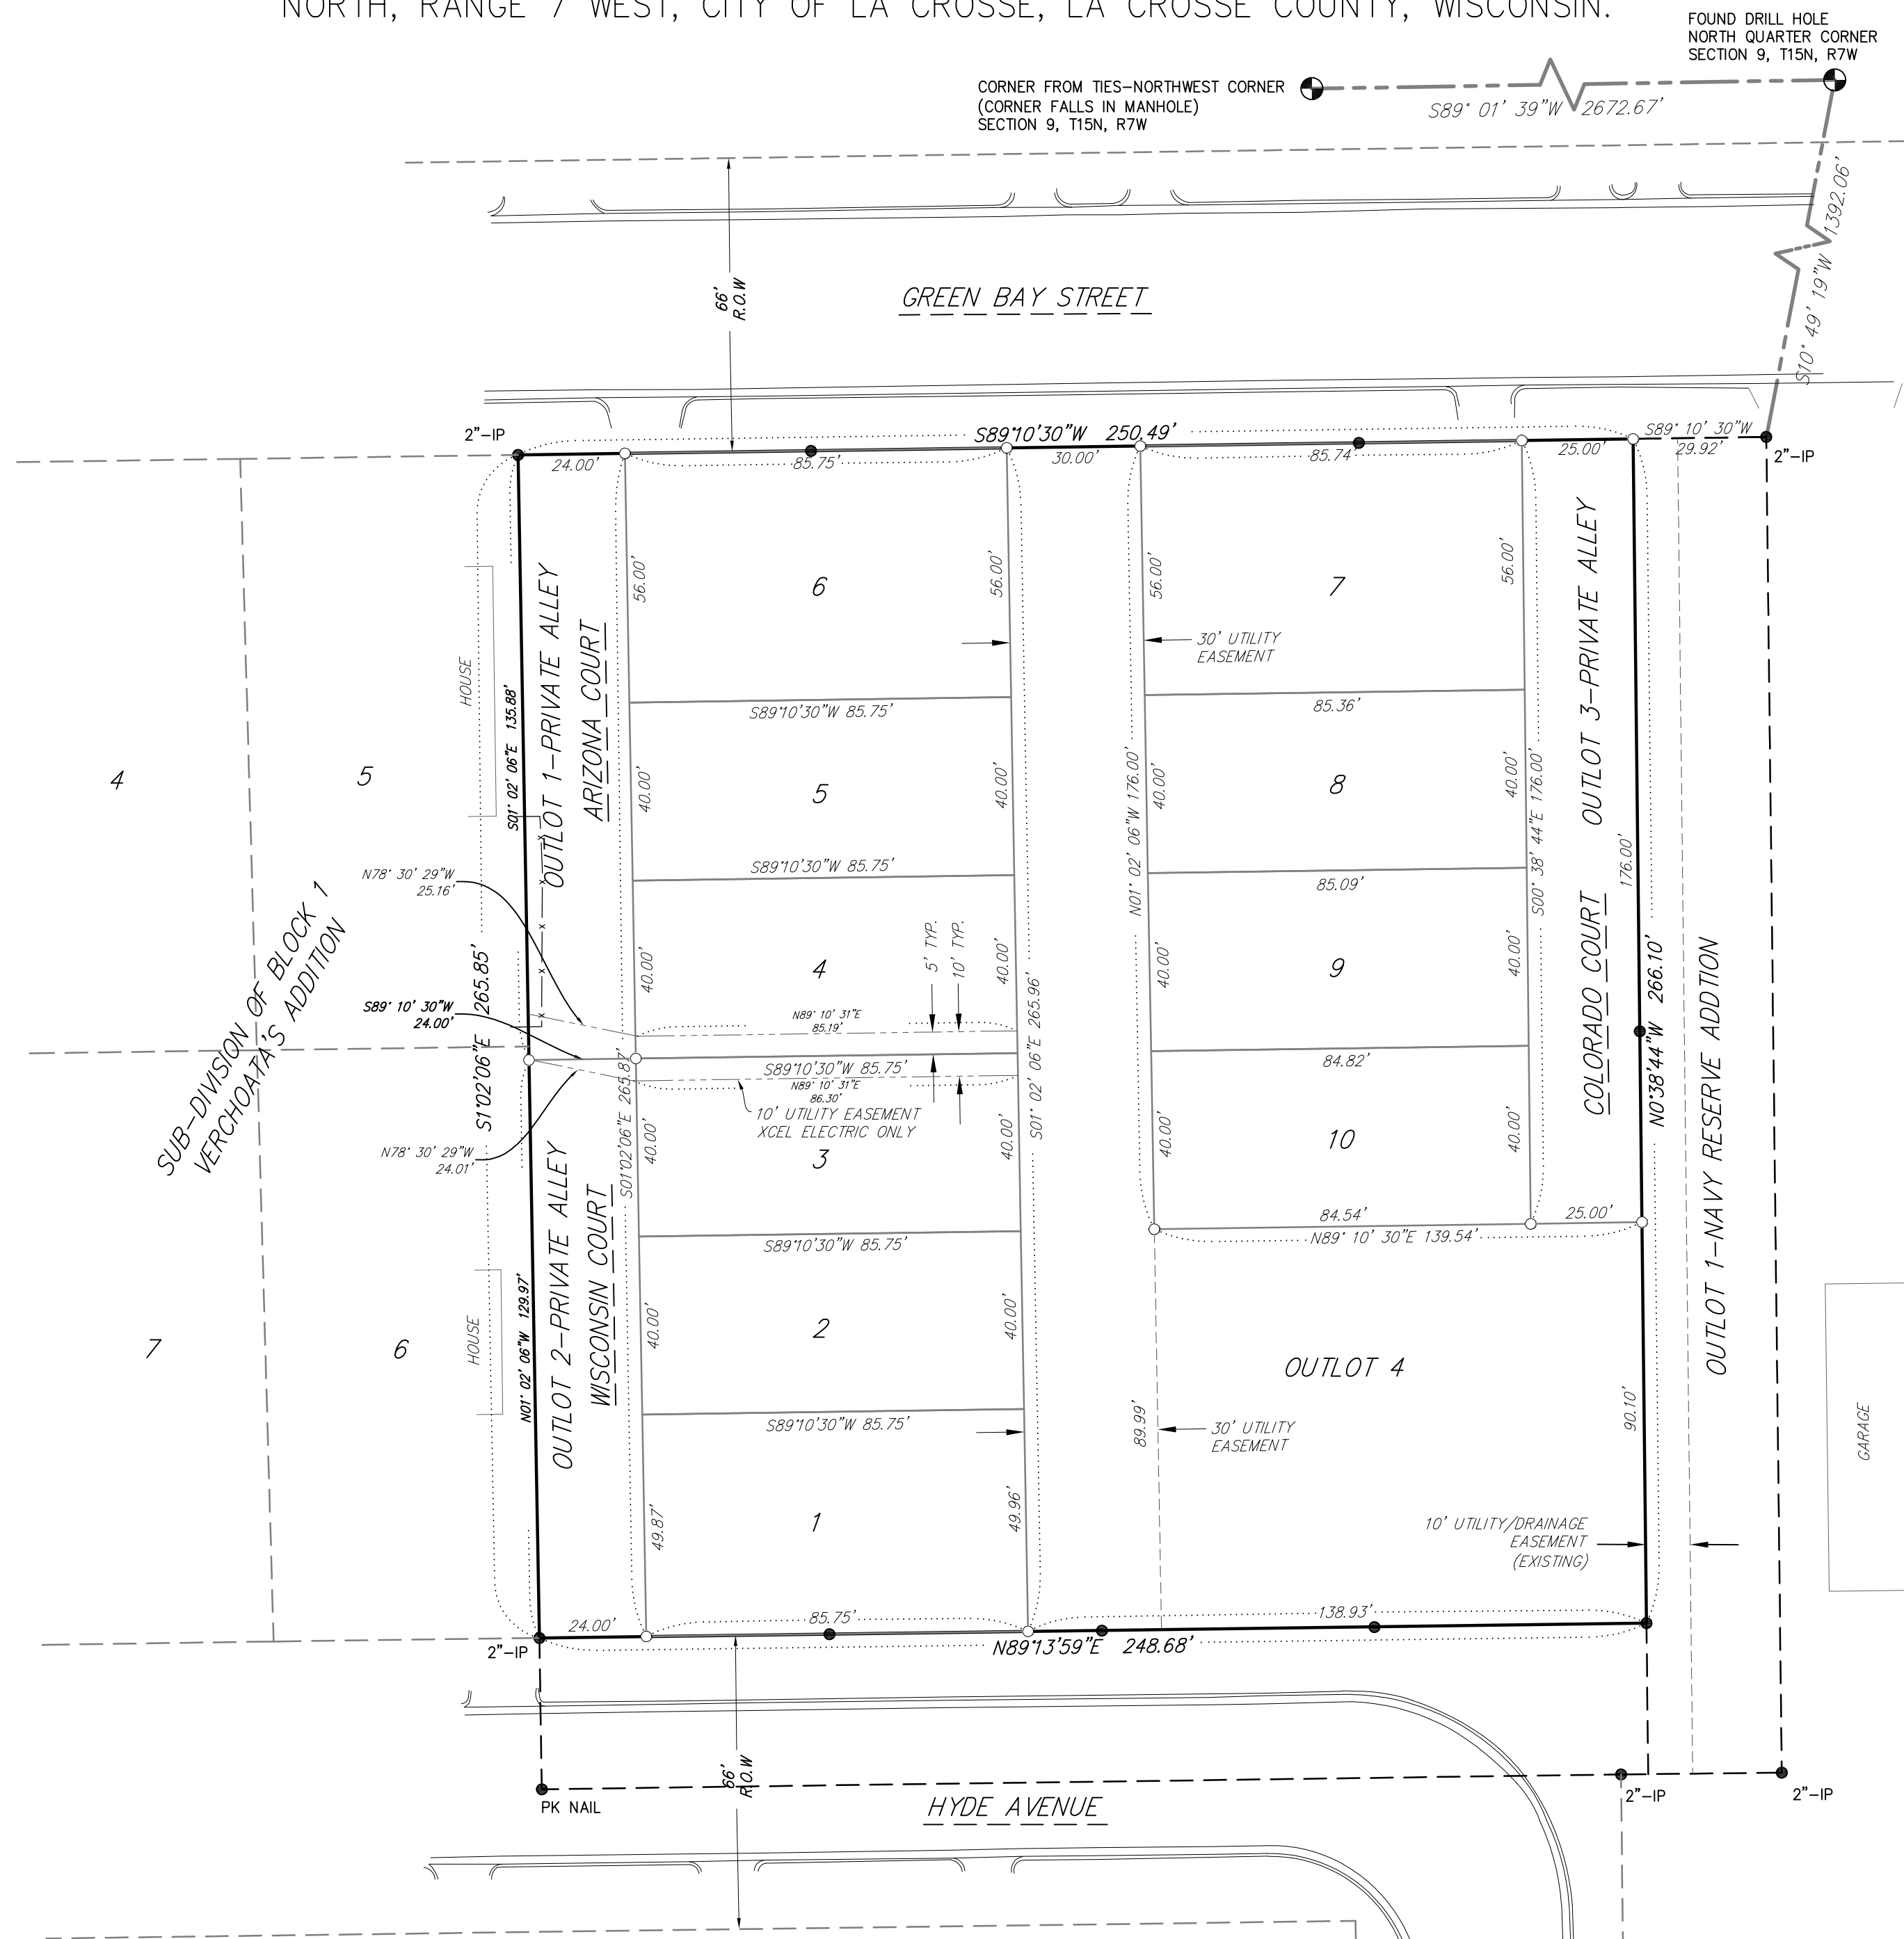 NORTH, RANGE 7 WEST, CITY OF LA CROSSE, LA CROSSE COUNTY, WISCONSIN.
FOUND DRILL HOLE
NORTH QUARTER CORNER
SECTION 9, T15N, R7W
CORNER FROM TIES-NORTHWEST CORNER
(CORNER FALLS IN MANHOLE)
SECTION 9, T15N, R7W
S89° 01' 39"W 2672.67'
S10° 49' 19"W 1392.06'
66'
R.O.W
GREEN BAY STREET
2"-IP
S89°10'30"W 250.49'
S89° 10' 30"W
29.92'
2"-IP
24.00'
85.75'
30.00'
85.74'
25.00'
56.00'
6
56.00'
56.00'
7
56.00'
30' UTILITY
EASEMENT
HOUSE
S01° 02' 06"E 135.88'
OUTLOT 1-PRIVATE ALLEY
ARIZONA COURT
OUTLOT 3-PRIVATE ALLEY
COLORADO COURT
S89°10'30"W 85.75'
85.36'
4
5
40.00'
5
40.00'
N01° 02' 06"W 176.00'
40.00'
8
40.00'
S00° 38' 44"E 176.00'
176.00'
S89°10'30"W 85.75'
85.09'
N78° 30' 29"W
25.16'
SUB-DIVISION OF BLOCK 1
VERCHOATA'S ADDITION
S1°02'06"E 265.85'
x
x
x
x
x
40.00'
4
5' TYP.
10' TYP.
40.00'
40.00'
9
40.00'
N0°38'44"W 266.10'
OUTLOT 1-NAVY RESERVE ADDTION
S89° 10' 30"W
24.00'
N89° 10' 31"E
85.19'
S01° 02' 06"E 265.96'
S89°10'30"W 85.75'
N89° 10' 31"E
86.30'
84.82'
10' UTILITY EASEMENT
XCEL ELECTRIC ONLY
S01°02'06"E 265.87'
N78° 30' 29"W
24.01'
40.00'
3
40.00'
40.00'
10
40.00'
84.54'
25.00'
N89° 10' 30"E 139.54'
OUTLOT 2-PRIVATE ALLEY
WISCONSIN COURT
S89°10'30"W 85.75'
7
6
HOUSE
N01° 02' 06"W 129.97'
40.00'
2
40.00'
OUTLOT 4
S89°10'30"W 85.75'
89.99'
30' UTILITY
EASEMENT
90.10'
GARAGE
49.87'
1
49.96'
10' UTILITY/DRAINAGE
EASEMENT
(EXISTING)
24.00'
85.75'
138.93'
2"-IP
N89°13'59"E 248.68'
66'
R.O.W
PK NAIL
HYDE AVENUE
2"-IP
2"-IP